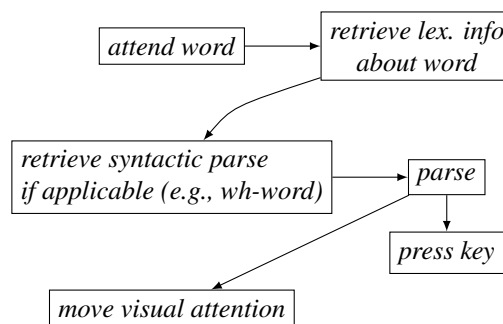 attend word
retrieve lex. info
about word
retrieve syntactic parse
if applicable (e.g., wh-word)
parse
press key
move visual attention